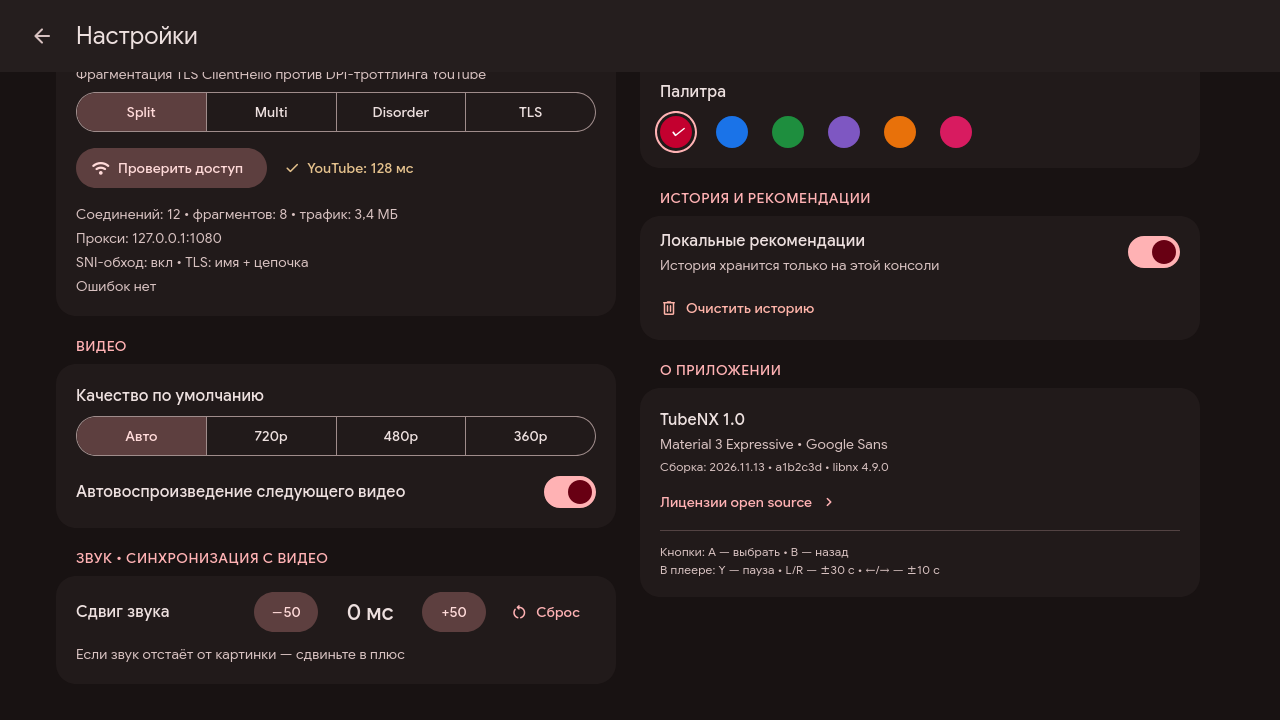 Настройки
Фрагментация TLS ClientHello против DPI-троттлинга YouTube
Split
Multi
Disorder
TLS
Проверить доступ
YouTube: 128 мс
Соединений: 12 • фрагментов: 8 • трафик: 3,4 МБ
Прокси: 127.0.0.1:1080
SNI-обход: вкл • TLS: имя + цепочка
Ошибок нет
ВИДЕО
Качество по умолчанию
Авто
720p
480p
360p
Автовоспроизведение следующего видео
ЗВУК • СИНХРОНИЗАЦИЯ С ВИДЕО
Сдвиг звука
−50
0 мс
+50
Сброс
Если звук отстаёт от картинки — сдвиньте в плюс
Палитра
ИСТОРИЯ И РЕКОМЕНДАЦИИ
Локальные рекомендации
История хранится только на этой консоли
Очистить историю
О ПРИЛОЖЕНИИ
TubeNX 1.0
Material 3 Expressive • Google Sans
Сборка: 2026.11.13 • a1b2c3d • libnx 4.9.0
Лицензии open source
Кнопки: A — выбрать • B — назад
В плеере: Y — пауза • L/R — ±30 с • ←/→ — ±10 с